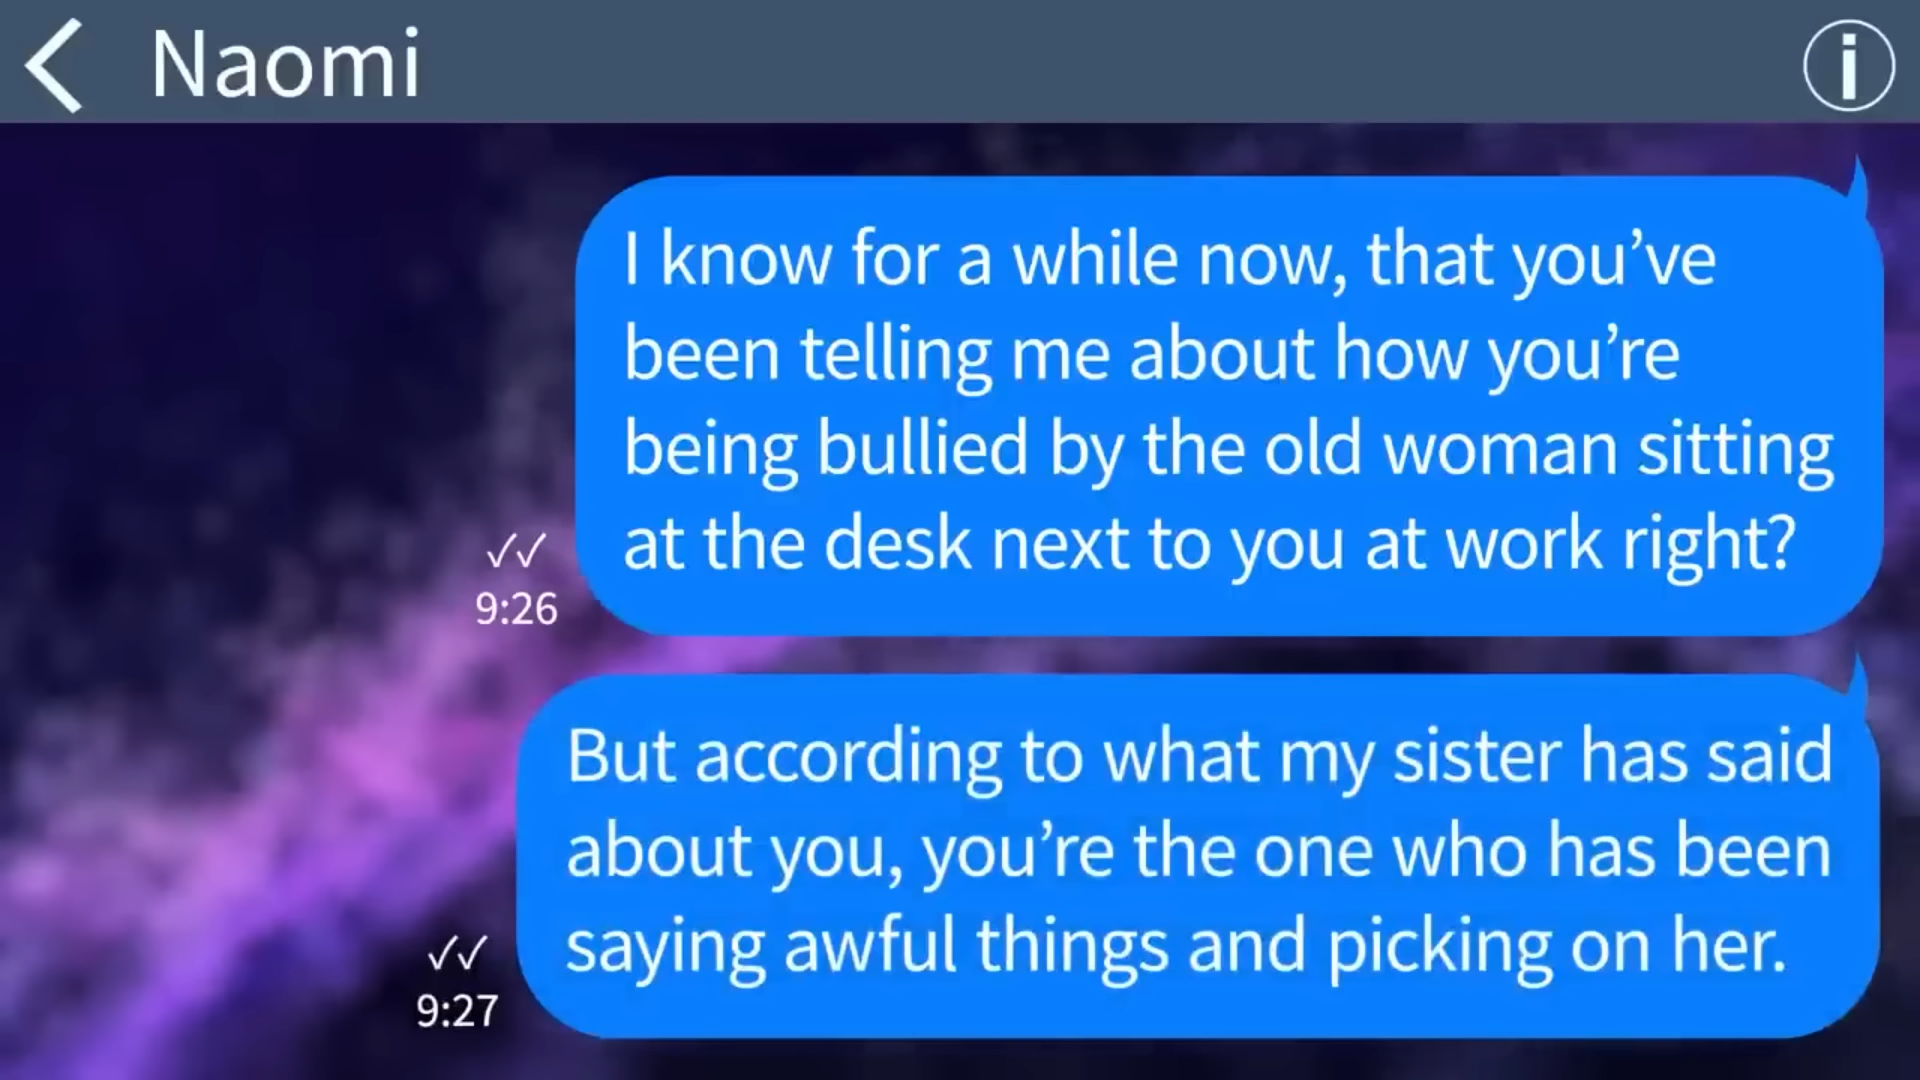 Naomi
I know for a while now, that you’ve
been telling me about how you’re
being bullied by the old woman sitting
at the desk next to you at work right?
9:26
But according to what my sister has said
about you, you’re the one who has been
saying awful things and picking on her.
9:27